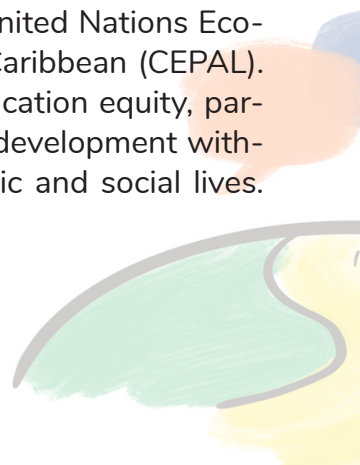 nited Nations Eco-
Caribbean (CEPAL).
cation equity, par-
development with-
ic and social lives.